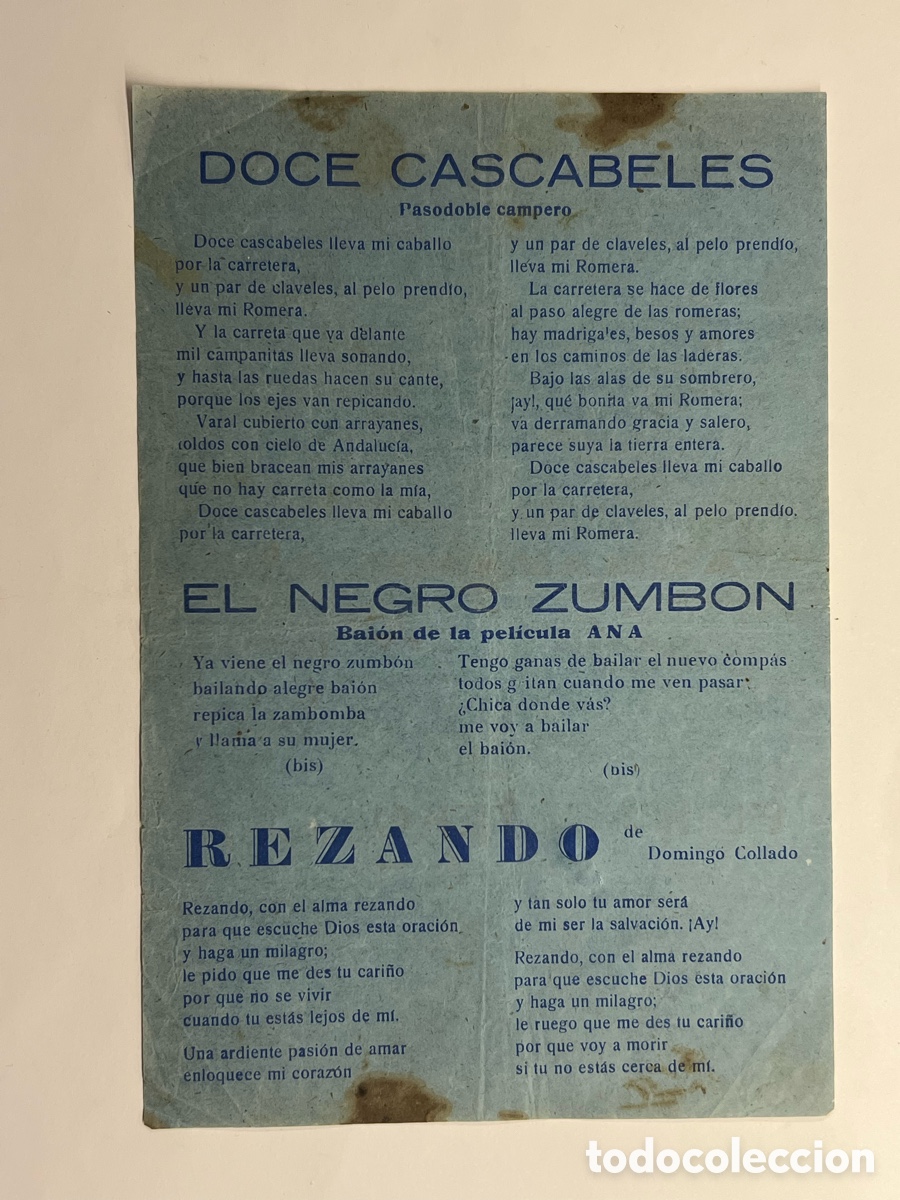 DOCE CASCABELES
Pasodoble campero
Doce cascabeles lleva mi caballo
por la carretera,
y un par de claveles, al pelo prendío,
lleva mi Romera.
Y la carreta que va delante
mil campanitas lleva sonando,
y hasta las ruedas hacen su cante,
porque los ejes van repicando.
Varal cubierto con arrayanes,
toldos con cielo de Andalucía,
que bien bracean mis arrayanes
que no hay carreta como la mía,
Doce cascabeles lleva mi caballo
por la carretera,
y un par de claveles, al pelo prendío,
lleva mi Romera.
La carretera se hace de flores
al paso alegre de las romeras;
hay madrigales, besos y amores
en los caminos de las laderas.
Bajo las alas de su sombrero,
¡ay!, qué bonita va mi Romera;
va derramando gracia y salero,
parece suya la tierra entera.
Doce cascabeles lleva mi caballo
por la carretera,
y un par de claveles, al pelo prendío.
lleva mi Romera.
EL NEGRO ZUMBON
Baión de la película ANA
Ya viene el negro zumbón
bailando alegre baión
repica la zambomba
y llama a su mujer.
(bis)
Tengo ganas de bailar el nuevo compás
todos gritan cuando me ven pasar
¿Chica donde vás?
me voy a bailar
el baión.
(bis)
REZANDO de
Domingo Collado
Rezando, con el alma rezando
para que escuche Dios esta oración
y haga un milagro;
le pido que me des tu cariño
por que no se vivir
cuando tu estás lejos de mí.
Una ardiente pasión de amar
enloquece mi corazón
y tan solo tu amor será
de mi ser la salvación. ¡Ay!
Rezando, con el alma rezando
para que escuche Dios esta oración
y haga un milagro;
le ruego que me des tu cariño
por que voy a morir
si tu no estás cerca de mí.
todocoleccion